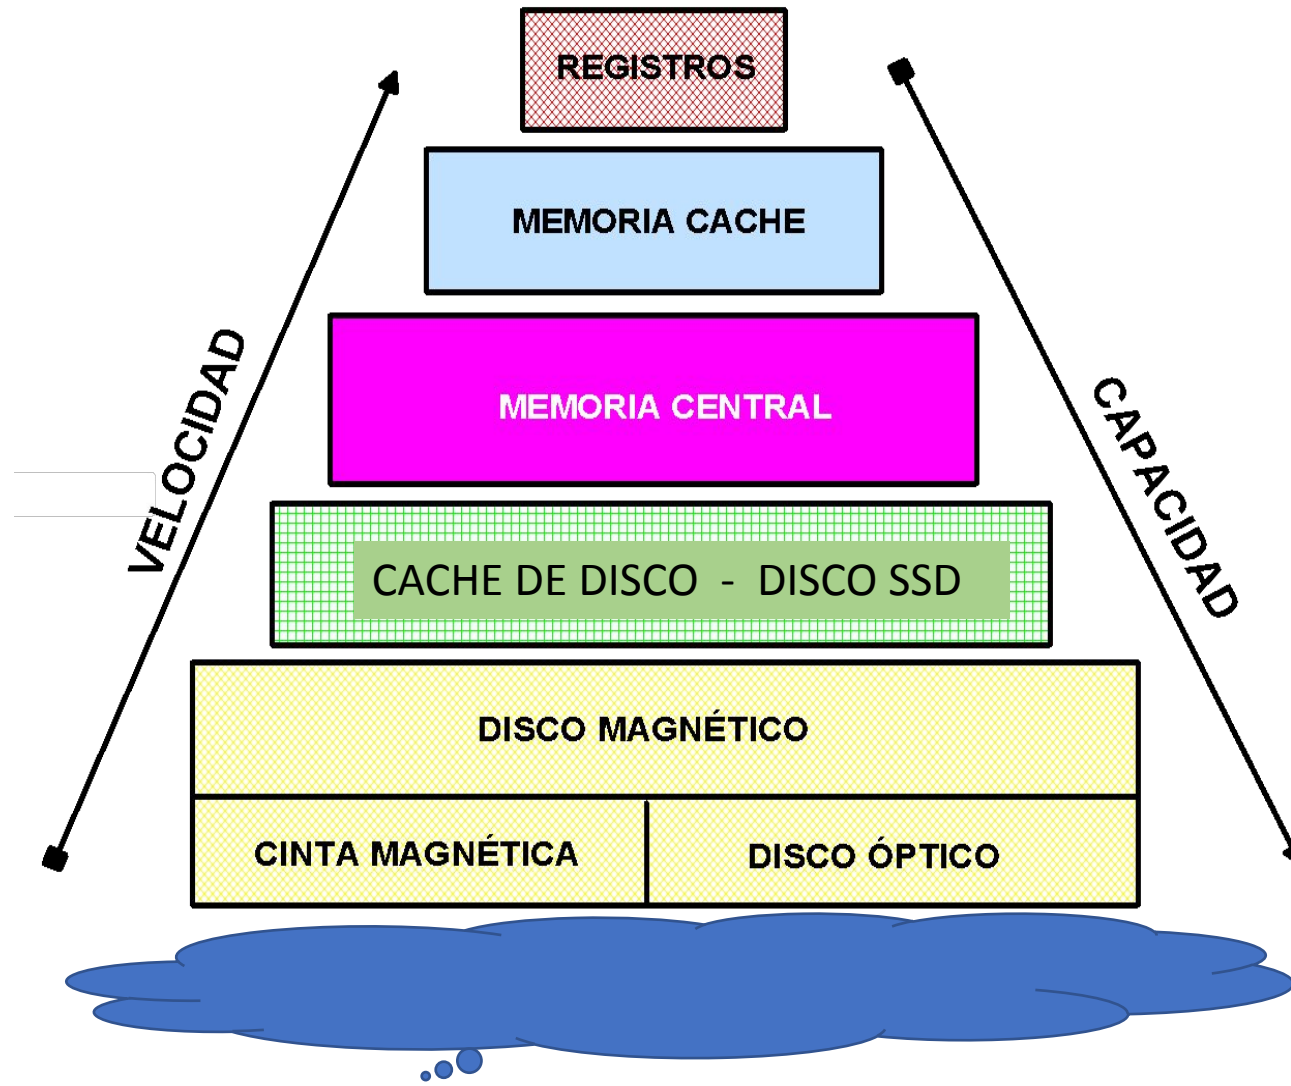 REGISTROS
MEMORIA CACHE
VELOCIDAD
MEMORIA CENTRAL
CAPACIDAD
CACHE DE DISCO - DISCO SSD
DISCO MAGNÉTICO
CINTA MAGNÉTICA
DISCO ÓPTICO